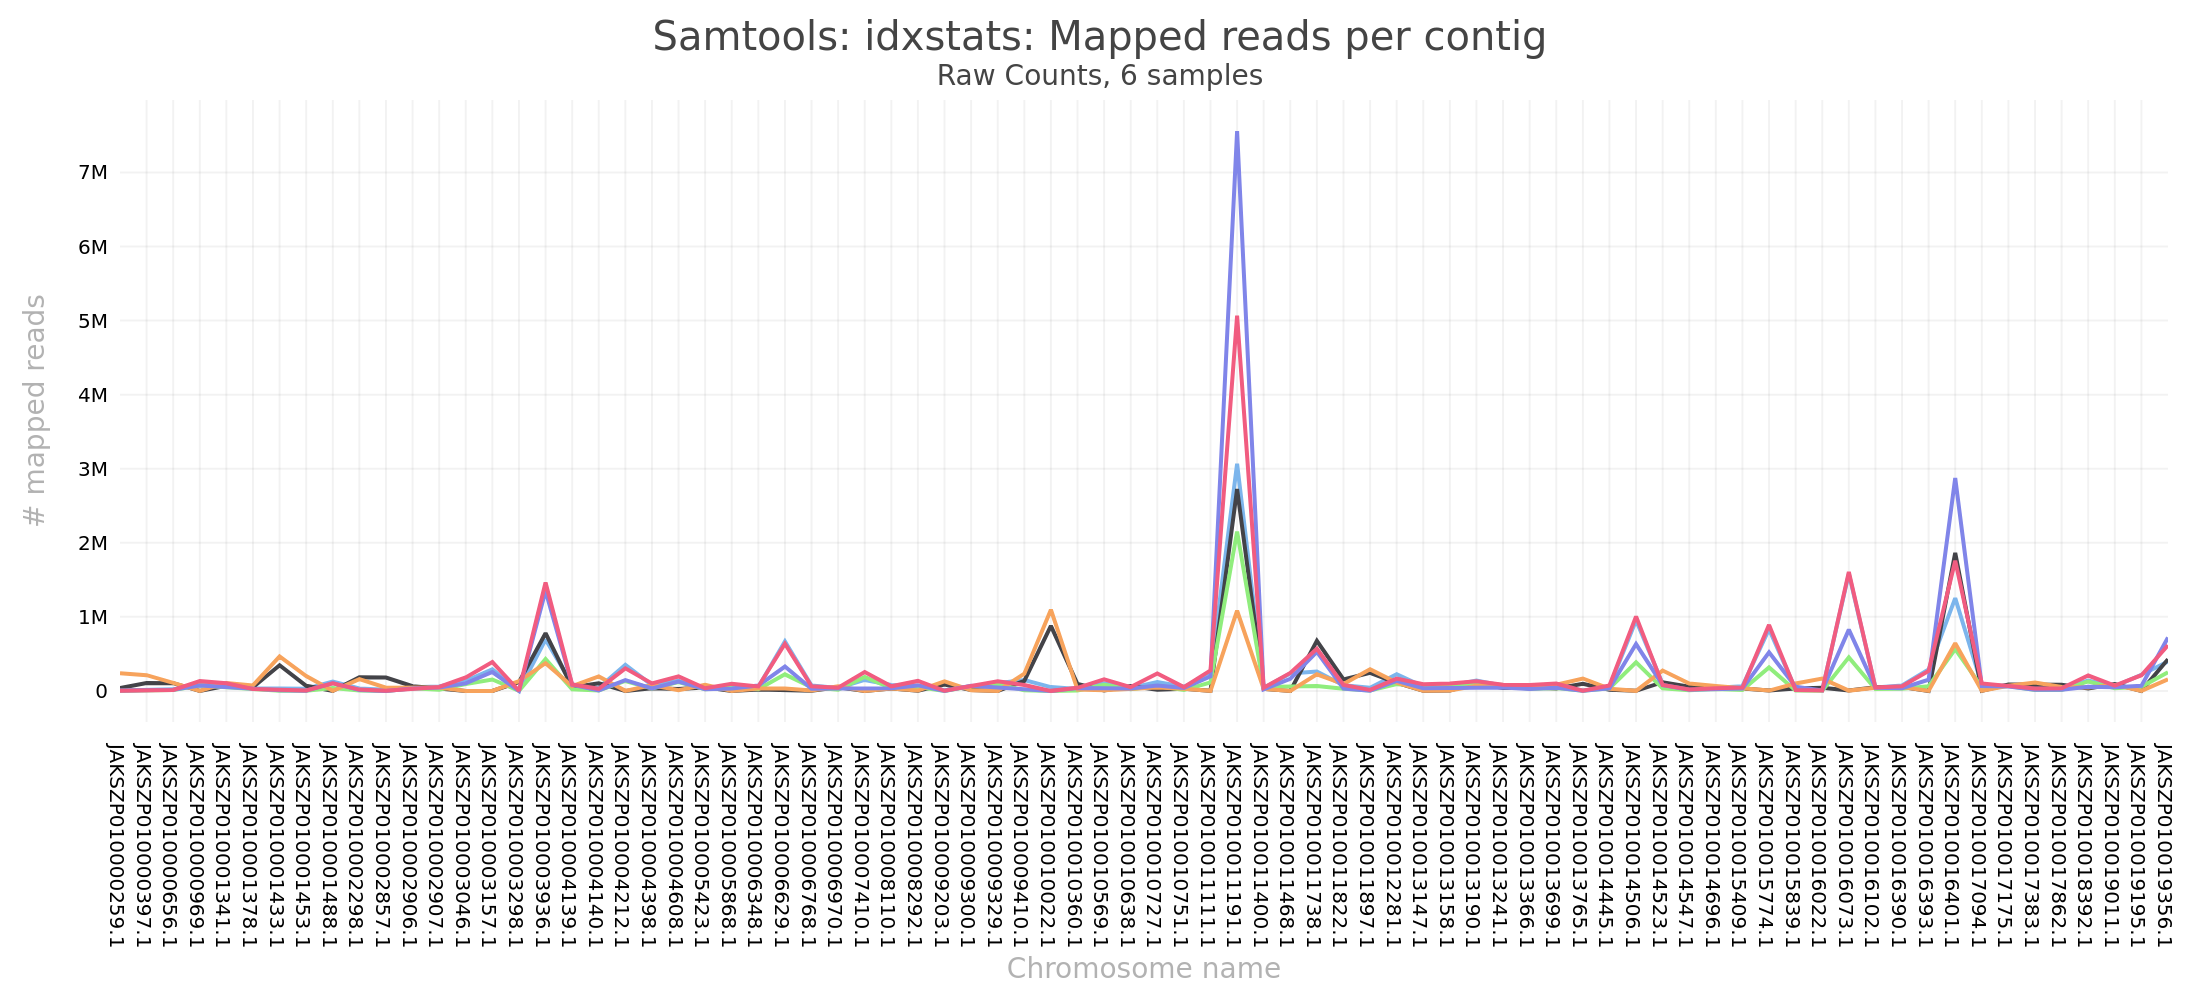 Samtools: idxstats: Mapped reads per contig
Raw Counts, 6 samples
# mapped reads
7M
6M
5M
4M
3M
2M
1M
0
JAKSZP010000259.1
JAKSZP010000397.1
JAKSZP010000656.1
JAKSZP010000969.1
JAKSZP010001341.1
JAKSZP010001378.1
JAKSZP010001433.1
JAKSZP010001453.1
JAKSZP010001488.1
JAKSZP010002298.1
JAKSZP010002857.1
JAKSZP010002906.1
JAKSZP010002907.1
JAKSZP010003046.1
JAKSZP010003157.1
JAKSZP010003298.1
JAKSZP010003936.1
JAKSZP010004139.1
JAKSZP010004140.1
JAKSZP010004212.1
JAKSZP010004398.1
JAKSZP010004608.1
JAKSZP010005423.1
JAKSZP010005868.1
JAKSZP010006348.1
JAKSZP010006629.1
JAKSZP010006768.1
JAKSZP010006970.1
JAKSZP010007410.1
JAKSZP010008110.1
JAKSZP010008292.1
JAKSZP010009203.1
JAKSZP010009300.1
JAKSZP010009329.1
JAKSZP010009410.1
JAKSZP010010022.1
JAKSZP010010360.1
JAKSZP010010569.1
JAKSZP010010638.1
JAKSZP010010727.1
JAKSZP010010751.1
JAKSZP010011111.1
JAKSZP010011191.1
JAKSZP010011400.1
JAKSZP010011468.1
JAKSZP010011738.1
JAKSZP010011822.1
JAKSZP010011897.1
JAKSZP010012281.1
JAKSZP010013147.1
JAKSZP010013158.1
JAKSZP010013190.1
JAKSZP010013241.1
JAKSZP010013366.1
JAKSZP010013699.1
JAKSZP010013765.1
JAKSZP010014445.1
JAKSZP010014506.1
JAKSZP010014523.1
JAKSZP010014547.1
JAKSZP010014696.1
JAKSZP010015409.1
JAKSZP010015774.1
JAKSZP010015839.1
JAKSZP010016022.1
JAKSZP010016073.1
JAKSZP010016102.1
JAKSZP010016390.1
JAKSZP010016393.1
JAKSZP010016401.1
JAKSZP010017094.1
JAKSZP010017175.1
JAKSZP010017383.1
JAKSZP010017862.1
JAKSZP010018392.1
JAKSZP010019011.1
JAKSZP010019195.1
JAKSZP010019356.1
Chromosome name